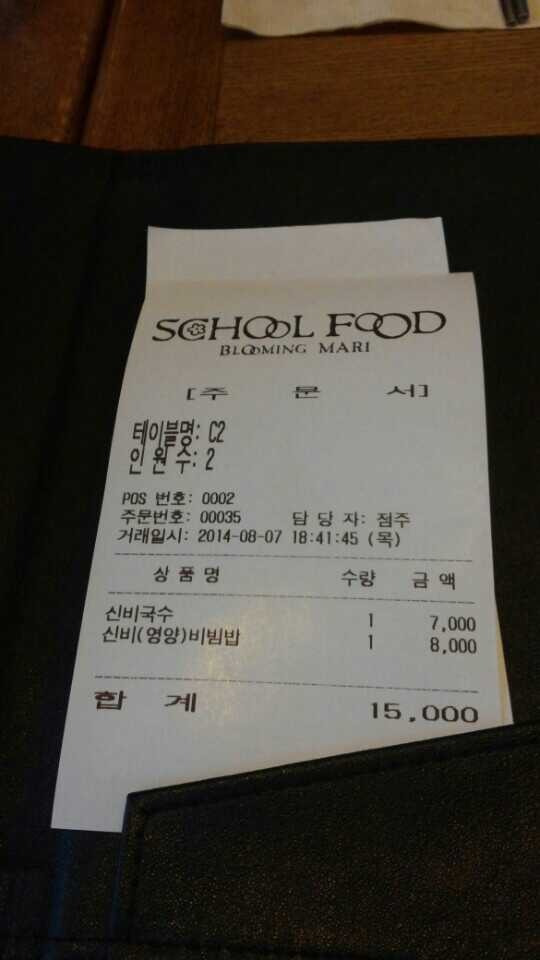 SCHOOL FOOD
BLOOMING MARI
[주 문 서]
테이블명: C2
인 원 수: 2
POS 번호: 0002
주문번호: 00035 담 당 자: 점주
거래일시: 2014-08-07 18:41:45 (목)
상 품 명 수량 금 액
신비국수 1 7,000
신비(영양)비빔밥 1 8,000
합 계 15,000